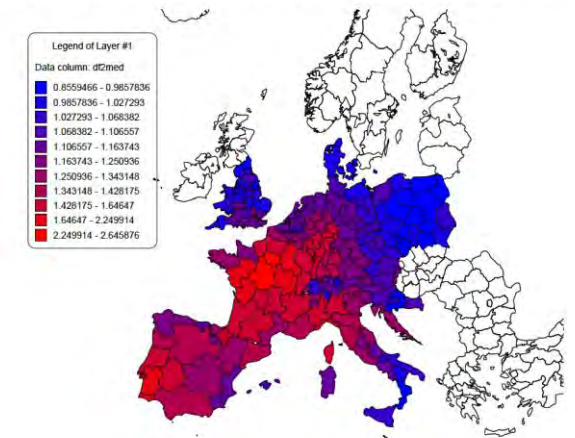 Legend of Layer #1
Data column: df2med
0.8559466 - 0.9857836
0.9857836 - 1.027293
1.027293 - 1.068382
1.068382 - 1.106557
1.106557 - 1.163743
1.163743 - 1.250936
1.250936 - 1.343148
1.343148 - 1.428175
1.428175 - 1.64647
1.64647 - 2.249914
2.249914 - 2.645876